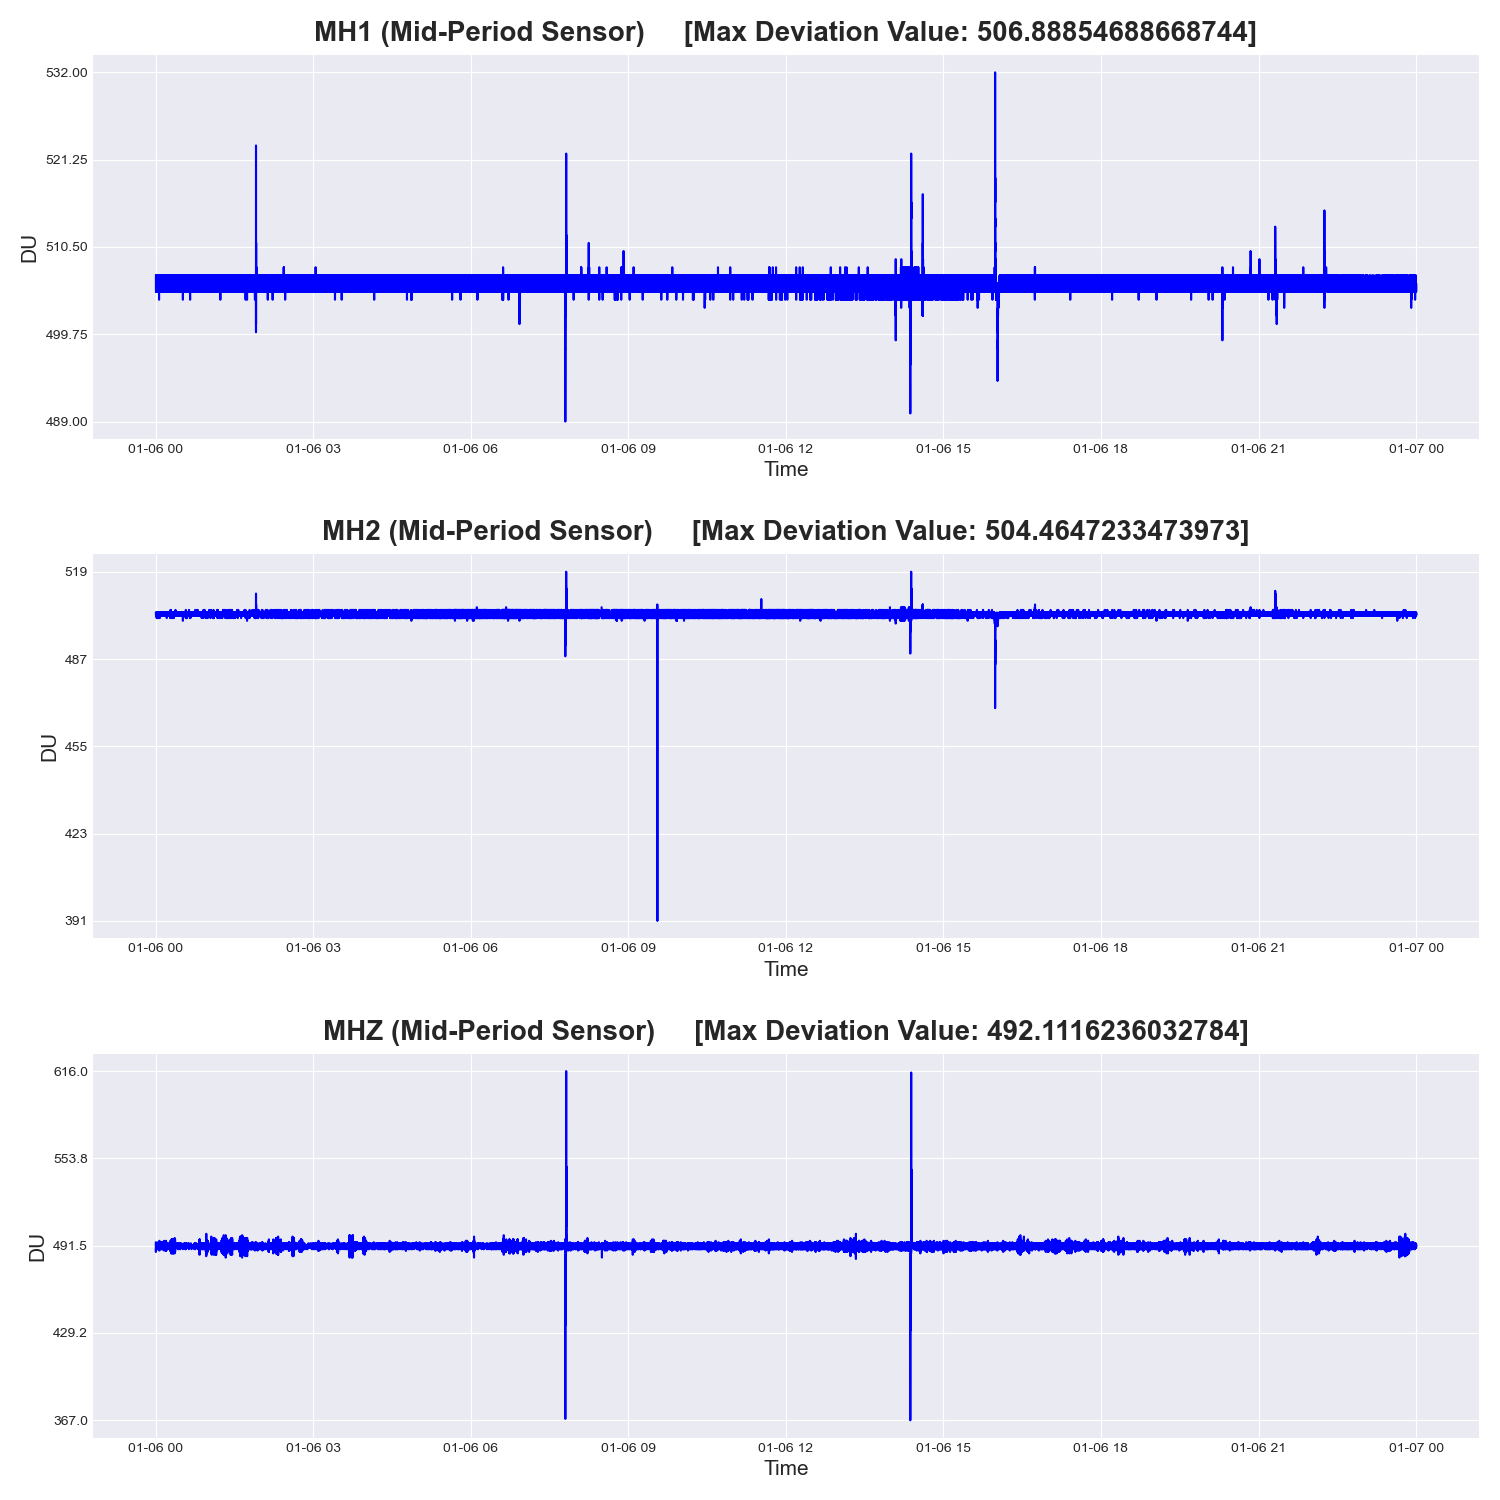 MH1 (Mid-Period Sensor) [Max Deviation Value: 506.88854688668744]
532.00
521.25
510.50
499.75
489.00
DU
01-06 00 01-06 03 01-06 06 01-06 09 01-06 12 01-06 15 01-06 18 01-06 21 01-07 00
Time
MH2 (Mid-Period Sensor) [Max Deviation Value: 504.4647233473973]
519
487
455
423
391
DU
01-06 00 01-06 03 01-06 06 01-06 09 01-06 12 01-06 15 01-06 18 01-06 21 01-07 00
Time
MHZ (Mid-Period Sensor) [Max Deviation Value: 492.1116236032784]
616.0
553.8
491.5
429.2
367.0
DU
01-06 00 01-06 03 01-06 06 01-06 09 01-06 12 01-06 15 01-06 18 01-06 21 01-07 00
Time